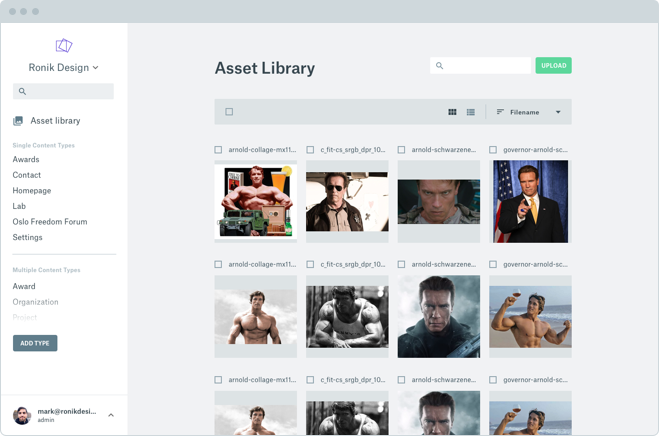 Ronik Design
Asset library
Single Content Types
Awards
Contact
Homepage
Lab
Oslo Freedom Forum
Settings
Multiple Content Types
Award
Organization
Project
ADD TYPE
mark@ronikdesi...
admin
Asset Library
UPLOAD
Filename
arnold-collage-mx11...
c_fit-cs_srgb_dpr_10...
arnold-schwarzene...
governor-arnold-sc...
arnold-collage-mx11...
c_fit-cs_srgb_dpr_10...
arnold-schwarzene...
governor-arnold-sc...
arnold-collage-mx11...
c_fit-cs_srgb_dpr_10...
arnold-schwarzene...
governor-arnold-sc...